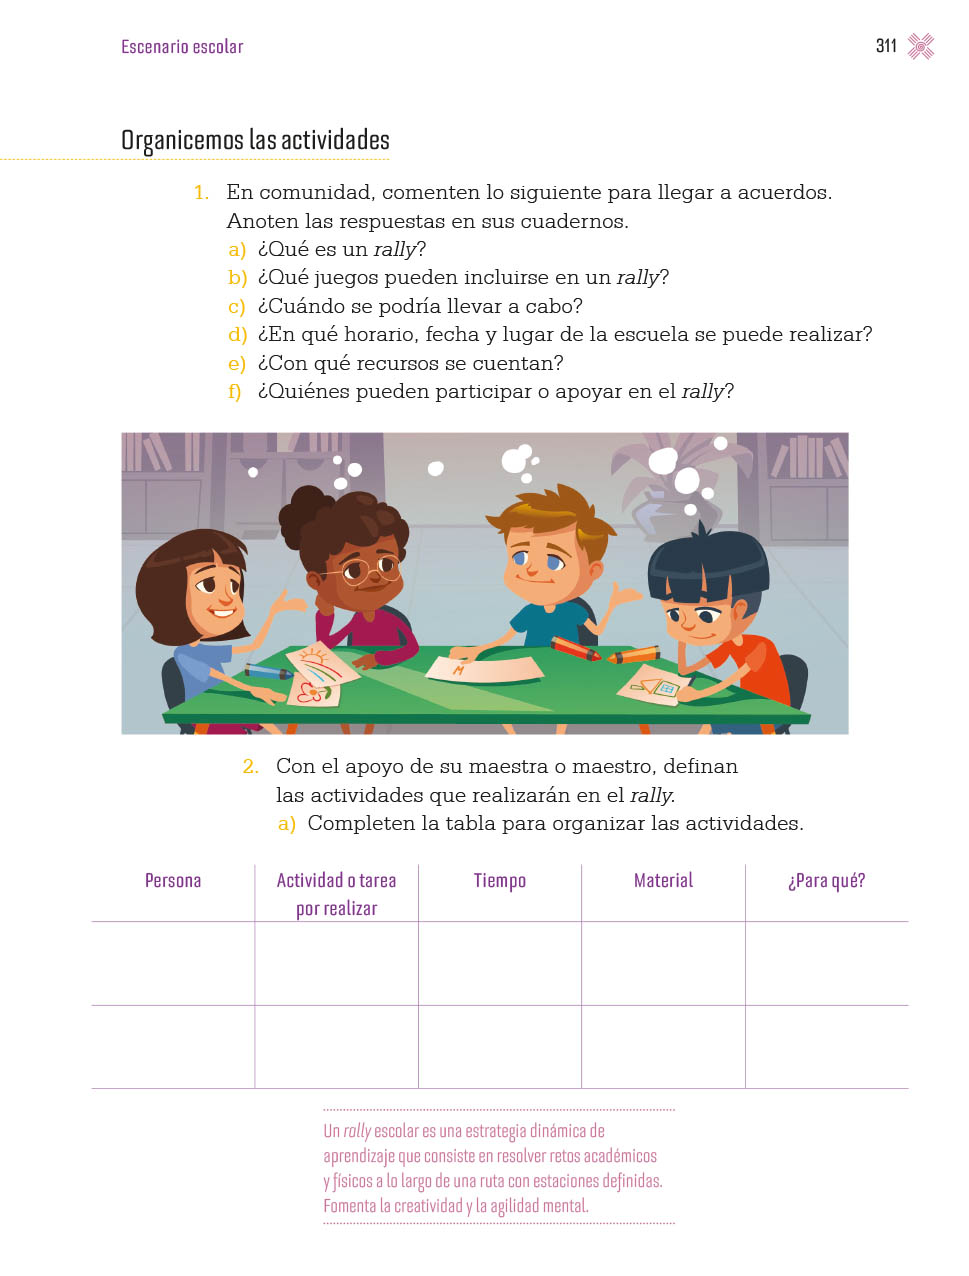 Escenario escolar
311
Organicemos las actividades
1. En comunidad, comenten lo siguiente para llegar a acuerdos.
Anoten las respuestas en sus cuadernos.
a) ¿Qué es un rally?
b) ¿Qué juegos pueden incluirse en un rally?
c) ¿Cuándo se podría llevar a cabo?
d) ¿En qué horario, fecha y lugar de la escuela se puede realizar?
e) ¿Con qué recursos se cuentan?
f) ¿Quiénes pueden participar o apoyar en el rally?
M
2. Con el apoyo de su maestra o maestro, definan
las actividades que realizarán en el rally.
a) Completen la tabla para organizar las actividades.
Persona
Actividad o tarea
por realizar
Tiempo
Material
¿Para qué?
Un rally escolar es una estrategia dinámica de
aprendizaje que consiste en resolver retos académicos
y físicos a lo largo de una ruta con estaciones definidas.
Fomenta la creatividad y la agilidad mental.